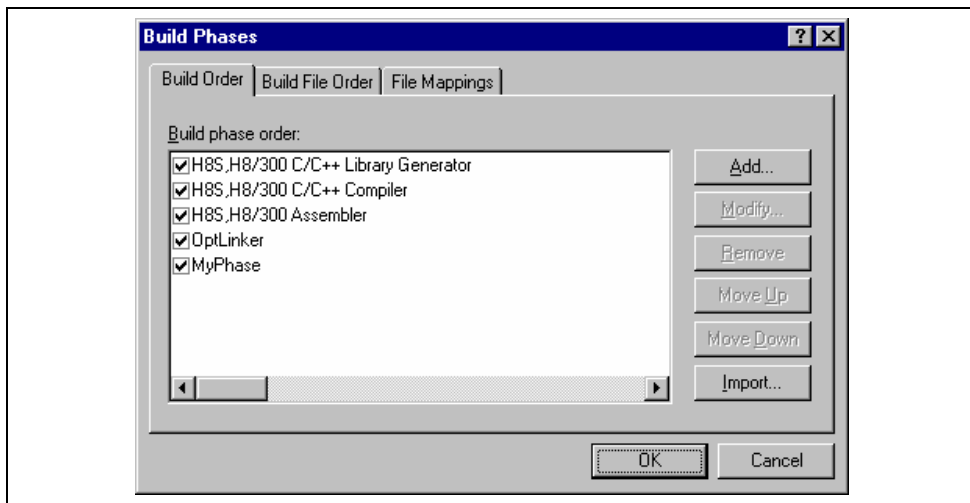 Build Phases
Build Order Build File Order File Mappings
Build phase order:
H8S,H8/300 C/C++ Library Generator
H8S,H8/300 C/C++ Compiler
H8S,H8/300 Assembler
OptLinker
MyPhase
Add...
Modify...
Remove
Move Up
Move Down
Import...
OK Cancel